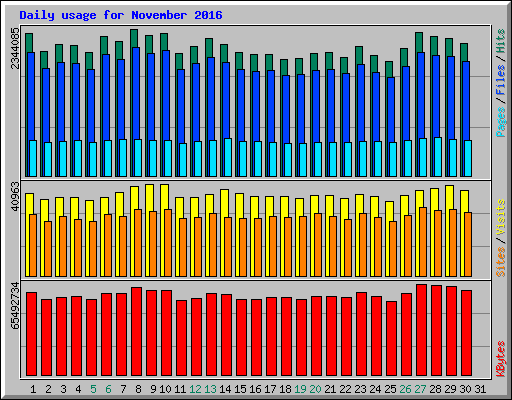 Daily usage for November 2016
2344085
Pages / Files / Hits
40963
Sites / Visits
65492734
KBytes
1 2 3 4 5 6 7 8 9 10 11 12 13 14 15 16 17 18 19 20 21 22 23 24 25 26 27 28 29 30 31